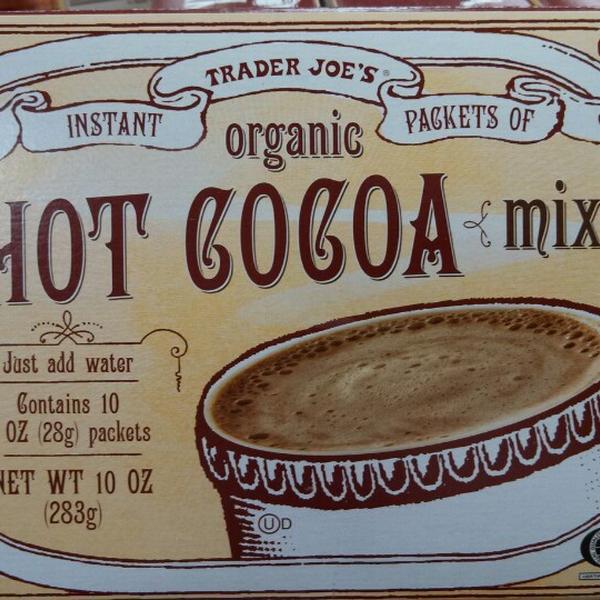 TRADER JOE'S®
INSTANT
PACKETS OF
organic
HOT COCOA mix
Just add water
Contains 10
OZ (28g) packets
NET WT 10 OZ
(283g)
UD